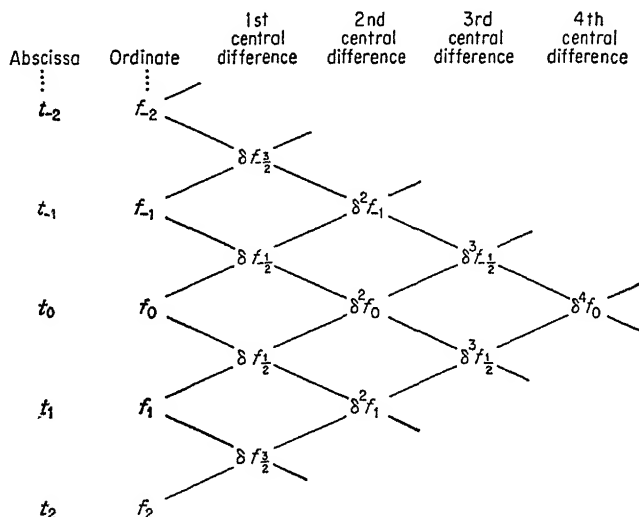 1st 2nd 3rd 4th
central central central central
Abscissa Ordinate difference difference difference difference
t₋₂ f₋₂
δf₋₃⁄₂
t₋₁ f₋₁ δ²f₋₁
δf₋₁⁄₂ δ³f₋₁⁄₂
t₀ f₀ δ²f₀ δ⁴f₀
δf₁⁄₂ δ³f₁⁄₂
t₁ f₁ δ²f₁
δf₃⁄₂
t₂ f₂